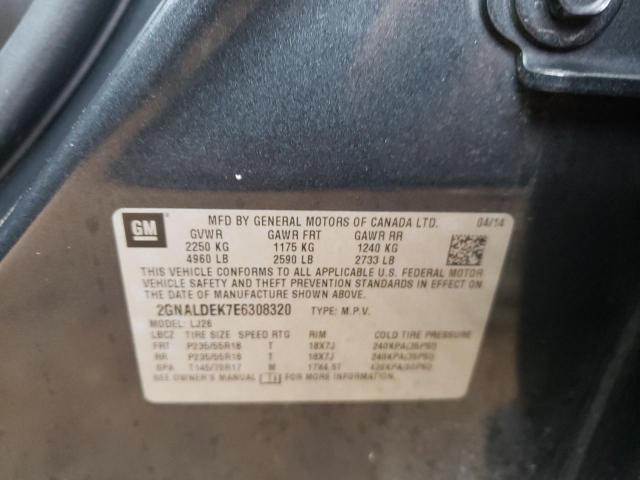 GM
MFD BY GENERAL MOTORS OF CANADA LTD. 04/14
GVWR GAWR FRT GAWR RR
2250 KG 1175 KG 1240 KG
4960 LB 2590 LB 2733 LB
THIS VEHICLE CONFORMS TO ALL APPLICABLE U.S. FEDERAL MOTOR
VEHICLE SAFETY AND THEFT PREVENTION STANDARDS IN EFFECT ON
THE DATE OF MANUFACTURE SHOWN ABOVE.
2GNALDEK7E6308320 TYPE: M.P.V.
MODEL: LJ26
LBCZ TIRE SIZE SPEED RTG RIM COLD TIRE PRESSURE
FRT P235/55R18 T 18X7J 240KPA(35PSI)
RR P235/55R18 T 18X7J 240KPA(35PSI)
SPA T145/70R17 M 17X4.5T 420KPA(60PSI)
SEE OWNER'S MANUAL FOR MORE INFORMATION